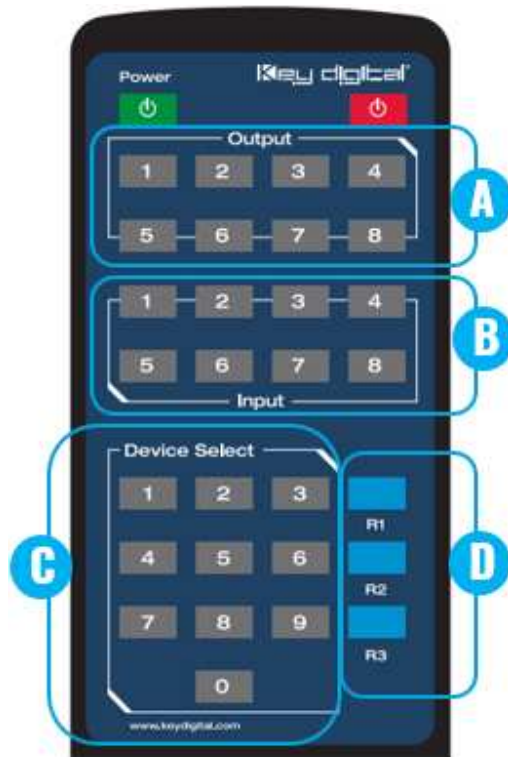 Power Key digital
Output
1 2 3 4
A
5 6 7 8
1 2 3 4
B
5 6 7 8
Input
Device Select
1 2 3
R1
C 4 5 6 D
R2
7 8 9
R3
0
www.keydigital.com